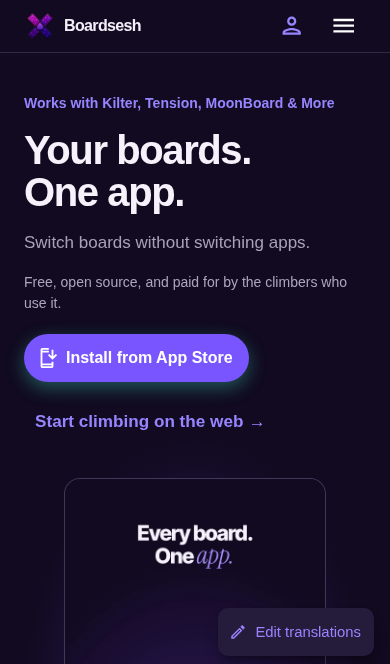 Boardsesh
Works with Kilter, Tension, MoonBoard & More
Your boards.
One app.
Switch boards without switching apps.
Free, open source, and paid for by the climbers who
use it.
Install from App Store
Start climbing on the web →
Every board.
One app.
Edit translations